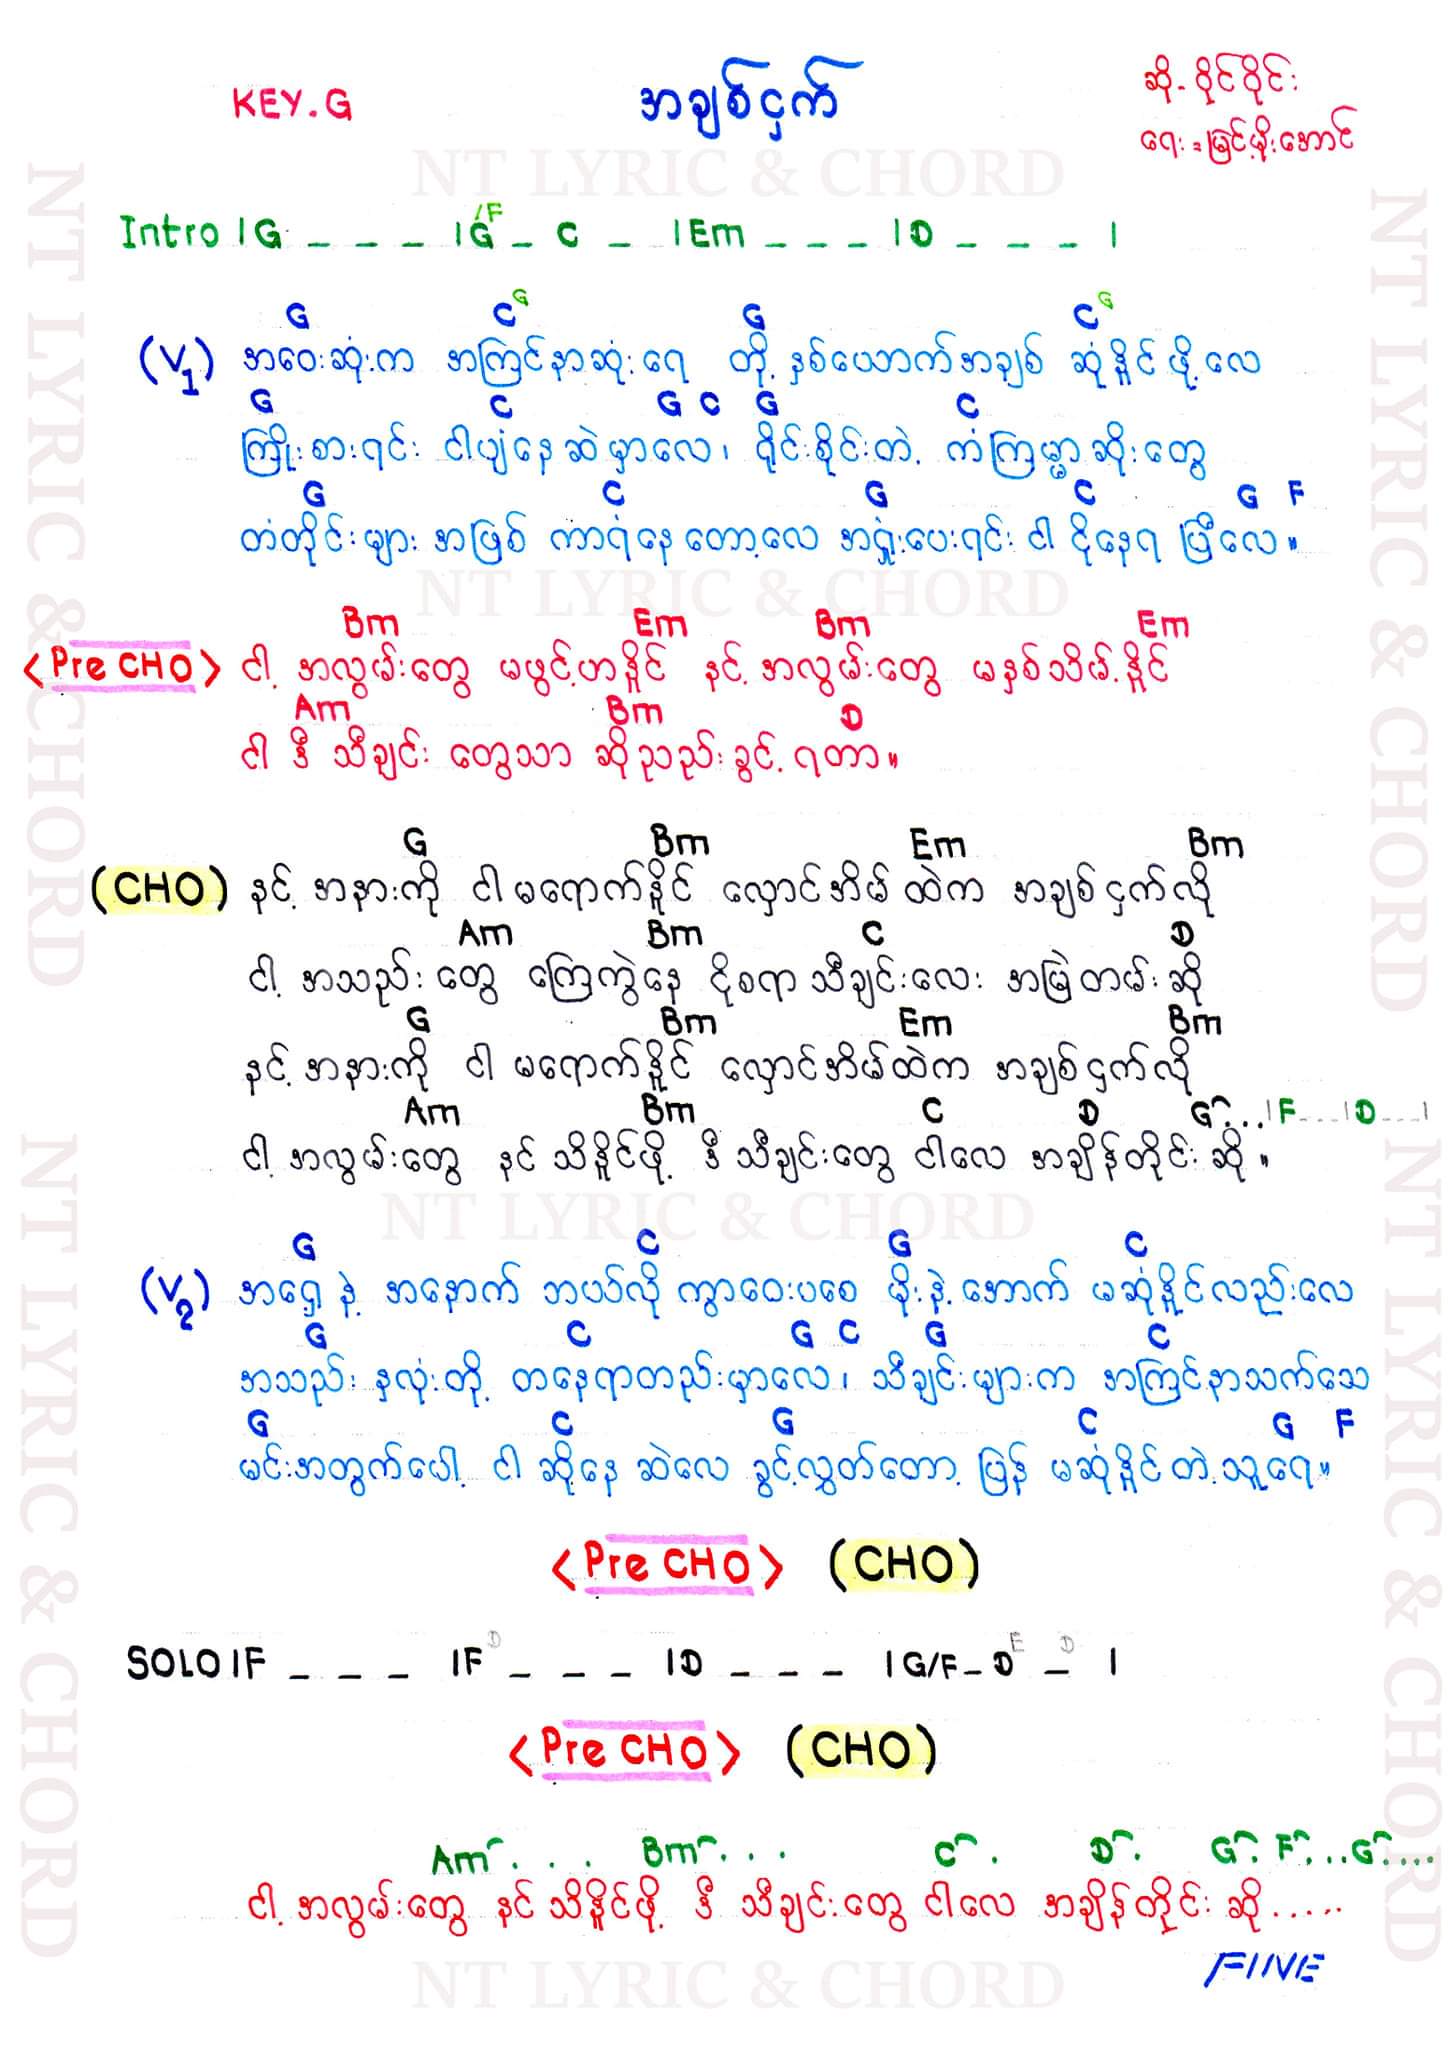 KEY.G
အချစ်ငှက်
ဆို - ဝိုင်ဝိုင်း
ရေး = မြင့်မိုးအောင်
NT LYRIC & CHORD
Intro | G _ _ _ | G/F _ C _ | Em _ _ _ | D _ _ _ |
G C G G C G
(V1) အဝေးဆုံးက အကြင်နာဆုံးရေ တို့နှစ်ယောက်အချစ် ဆုံနိူင်ဖို့လေ
G C G C G C
ကြိုးစားရင်း ငါပျံနေဆဲမှာလေ၊ ရိုင်းစိုင်းတဲ့ ကံကြမ္မာဆိုးတွေ
G C G C G F
တံတိုင်းများ အဖြစ် ကာရံနေတော့လေ အရှုံးပေးရင်း ငါ ငိုနေရ ပြီလေ။
NT LYRIC & CHORD
Bm Em Bm Em
<Pre CHO> ငါ့ အလွမ်းတွေ မဖွင့်ဟနိူင် နင့် အလွမ်းတွေ မနှစ်သိမ့်နိူင်
Am Bm D
ငါ ဒီ သီချင်း တွေသာ ဆိုညည်းခွင့် ရတာ။
G Bm Em Bm
(CHO) နင့် အနားကို ငါ မရောက်နိူင် လှောင်အိမ်ထဲက အချစ်ငှက်လို
Am Bm C D
ငါ့ အသည်းတွေ ကြေကွဲနေ ငိုစရာ သီချင်းလေး အမြဲတမ်းဆို
G Bm Em Bm
နင့် အနားကို ငါ မရောက်နိူင် လှောင်အိမ်ထဲက အချစ်ငှက်လို
Am Bm C D G...|F...|D...|
ငါ့ အလွမ်းတွေ နင် သိနိူင်ဖို့ ဒီ သီချင်းတွေ ငါလေ အချိန်တိုင်း ဆို။
NT LYRIC & CHORD
G C G C
(V2) အရှေ့နဲ့ အနောက် ဘယ်လို ကွာဝေးပစေ မိုးနဲ့အောက် မဆုံနိူင်လည်းလေ
G C G C G C
အသည်းနှလုံးတို့ တနေရာတည်းမှာလေ၊ သီချင်းများက အကြင်နာသက်သေ
G C G C G F
မင်းအတွက်ပေါ့ ငါ ဆိုနေဆဲလေ ခွင့်လွှတ်တော့ ပြန် မဆုံနိူင်တဲ့သူရေ။
<Pre CHO> (CHO)
SOLO | F _ _ _ | F D _ _ _ | D _ _ _ | G/F _ D E _ D |
<Pre CHO> (CHO)
Am... Bm... C. D. G. F...G....
ငါ့ အလွမ်းတွေ နင် သိနိူင်ဖို့ ဒီ သီချင်းတွေ ငါလေ အချိန်တိုင်း ဆို.....
FINE
NT LYRIC & CHORD
NT LYRIC & CHORD
NT LYRIC & CHORD
NT LYRIC & CHORD
NT LYRIC & CHORD